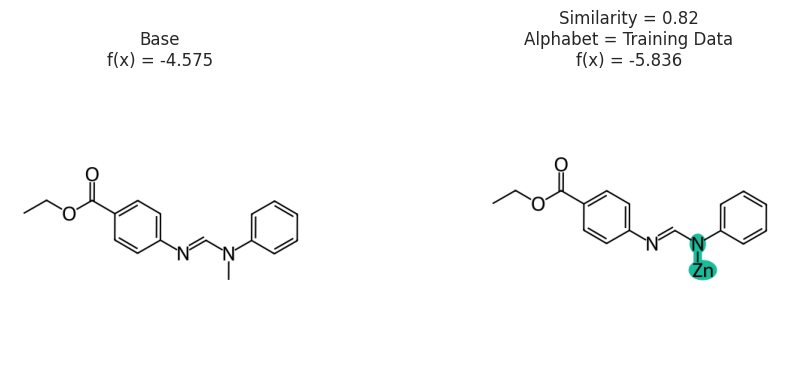 Base
f(x) = -4.575
Similarity = 0.82
Alphabet = Training Data
f(x) = -5.836
O
O
N
N
O
O
N
N
Zn